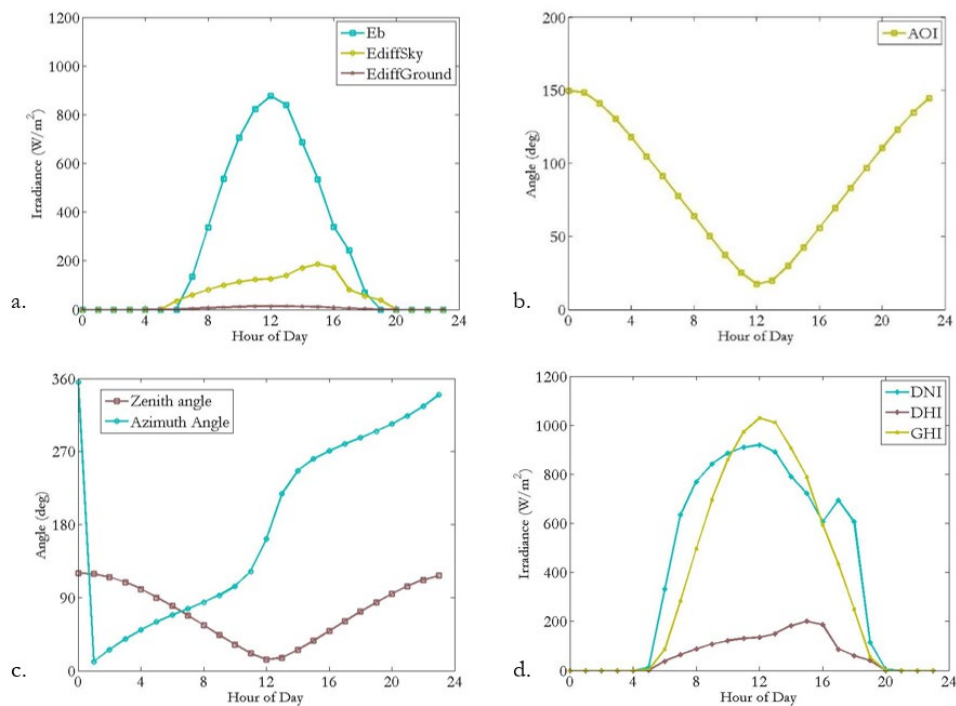 a.
Irradiance (W/m²)
1200
1000
800
600
400
200
0
0 4 8 12 16 20 24
Hour of Day
Eb
EdiffSky
EdiffGround
b.
Angle (deg)
200
150
100
50
0
0 4 8 12 16 20 24
Hour of Day
AOI
c.
Angle (deg)
360
270
180
90
0
0 4 8 12 16 20 24
Hour of Day
Zenith angle
Azimuth Angle
d.
Irradiance (W/m²)
1200
1000
800
600
400
200
0
0 4 8 12 16 20 24
Hour of Day
DNI
DHI
GHI